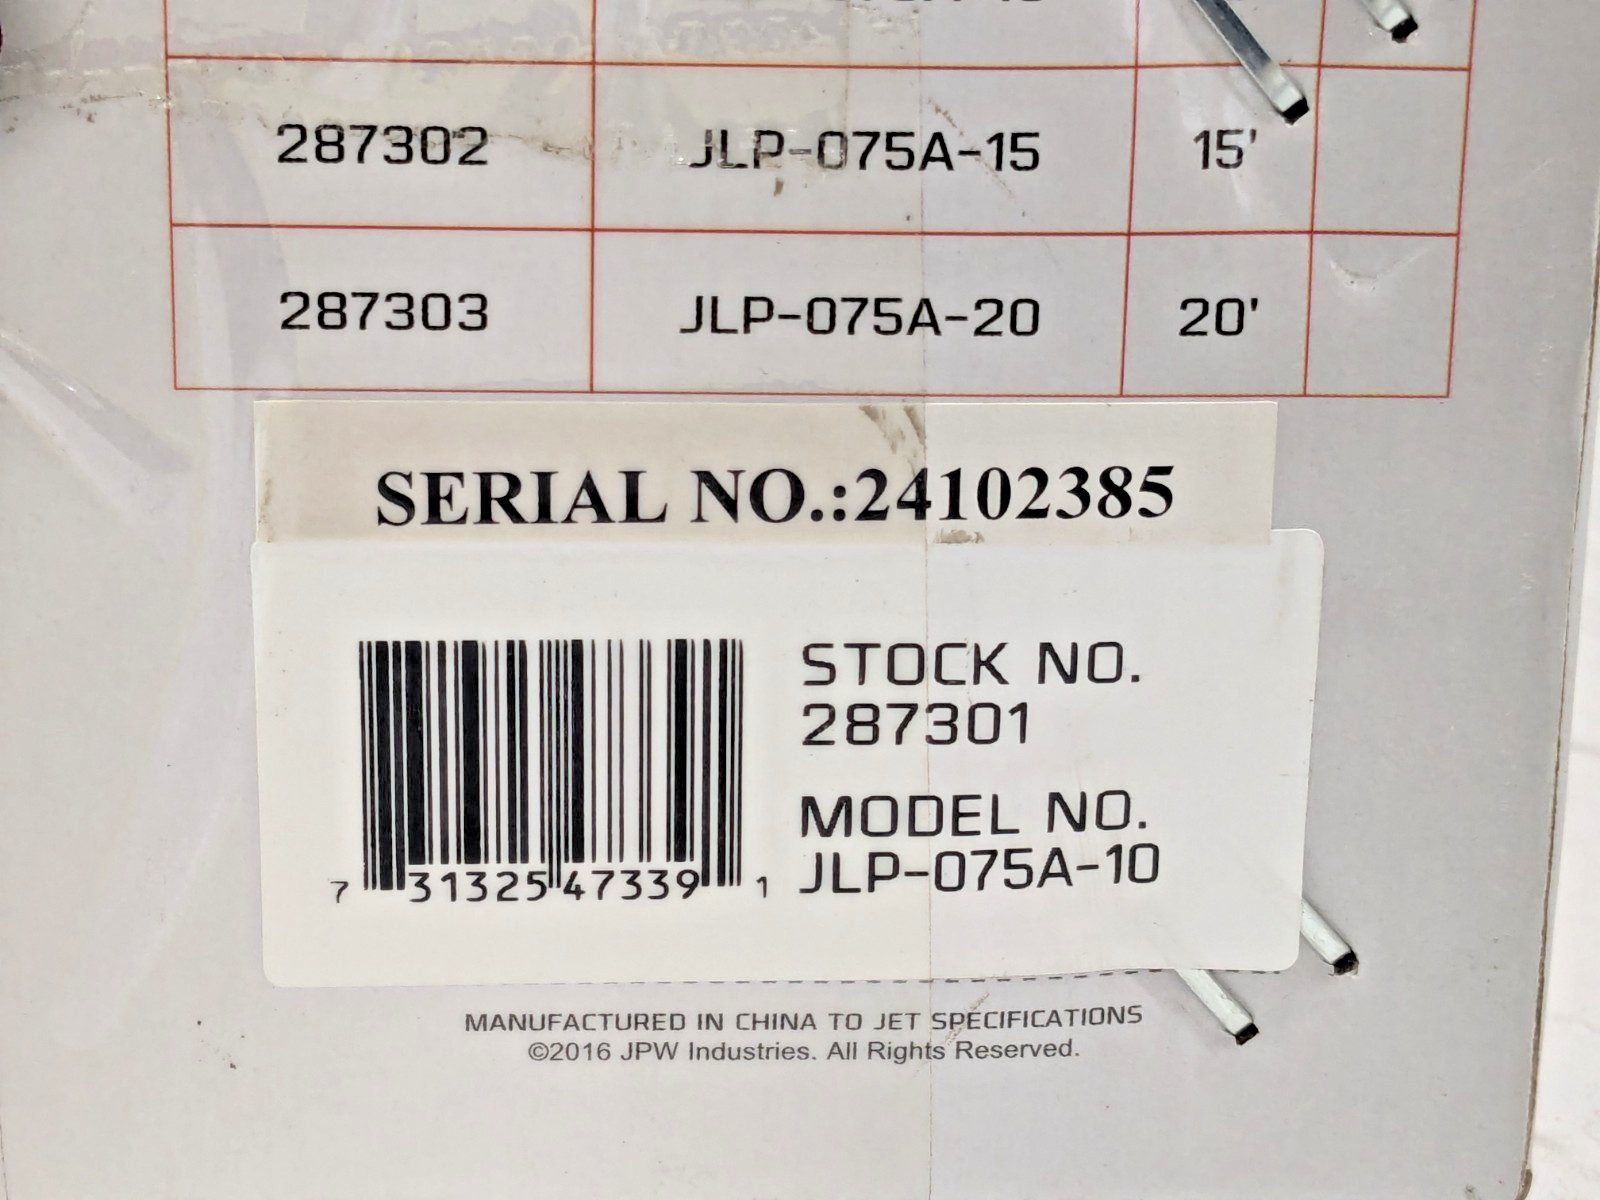 287302 JLP-075A-15 15'
287303 JLP-075A-20 20'
SERIAL NO.:24102385
STOCK NO.
287301
MODEL NO.
JLP-075A-10
7 31325 47339 1
MANUFACTURED IN CHINA TO JET SPECIFICATIONS
©2016 JPW Industries. All Rights Reserved.